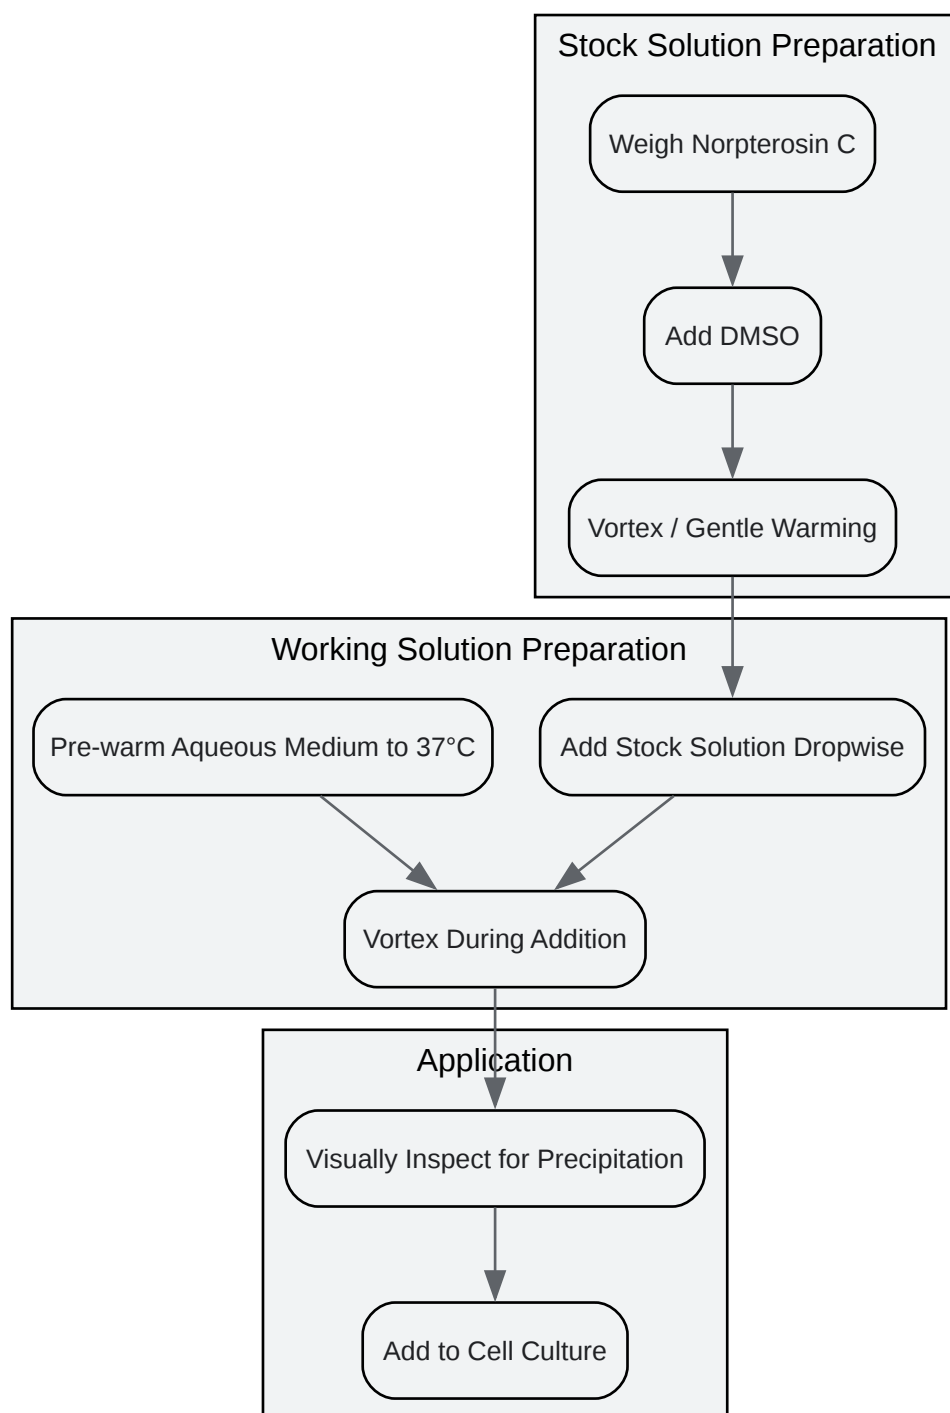 Stock Solution Preparation
Weigh Norpterosin C
Add DMSO
Vortex / Gentle Warming
Working Solution Preparation
Pre-warm Aqueous Medium to 37°C
Add Stock Solution Dropwise
Vortex During Addition
Application
Visually Inspect for Precipitation
Add to Cell Culture